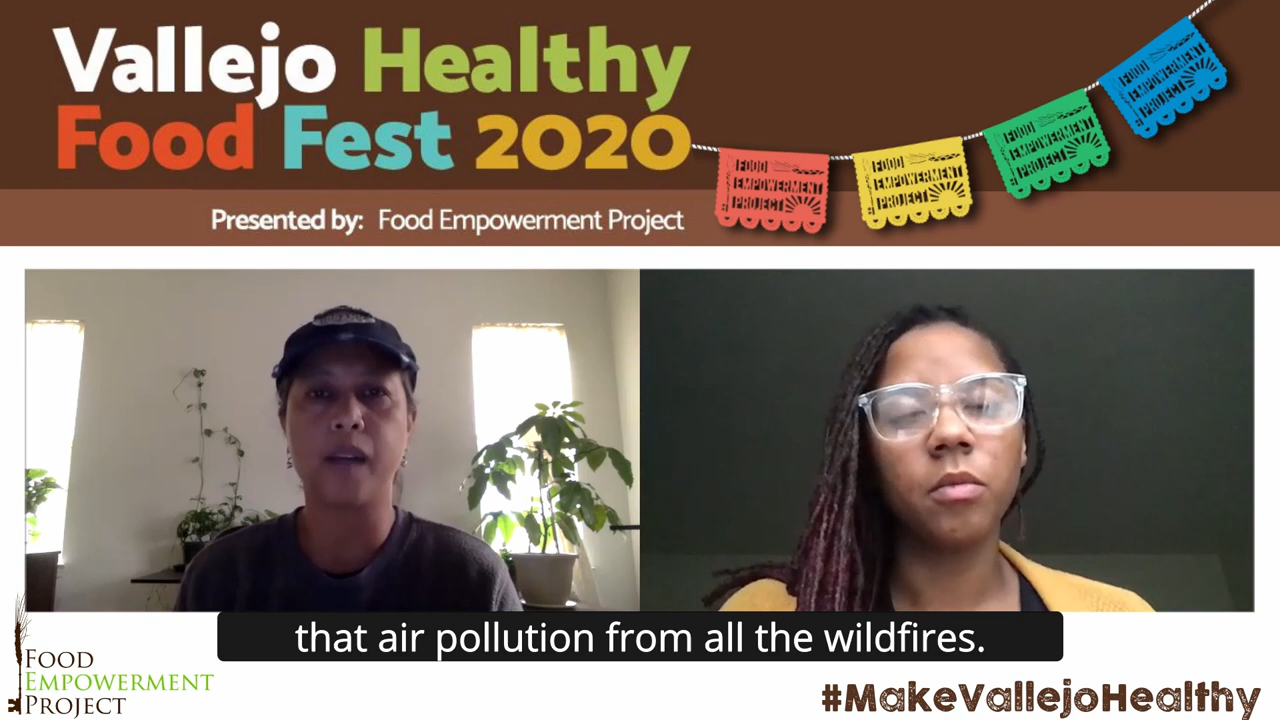 Vallejo Healthy
Food Fest 2020
Presented by: Food Empowerment Project
FOOD
EMPOWERMENT
PROJECT
FOOD
EMPOWERMENT
PROJECT
FOOD
EMPOWERMENT
PROJECT
FOOD
EMPOWERMENT
PROJECT
that air pollution from all the wildfires.
FOOD
EMPOWERMENT
PROJECT
#MakeVallejoHealthy